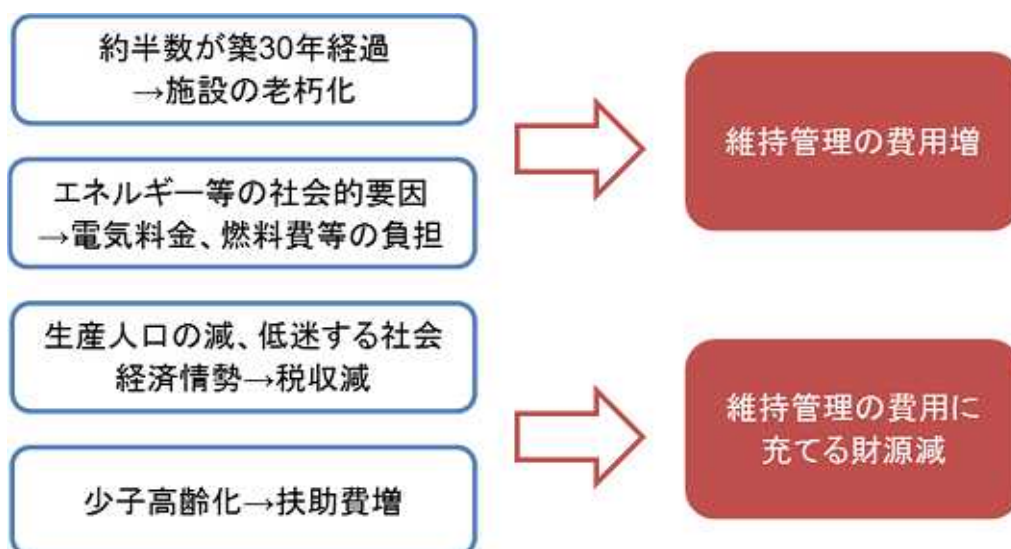 約半数が築30年経過
→施設の老朽化
エネルギー等の社会的要因
→電気料金、燃料費等の負担
維持管理の費用増
生産人口の減、低迷する社会
経済情勢→税収減
少子高齢化→扶助費増
維持管理の費用に
充てる財源減